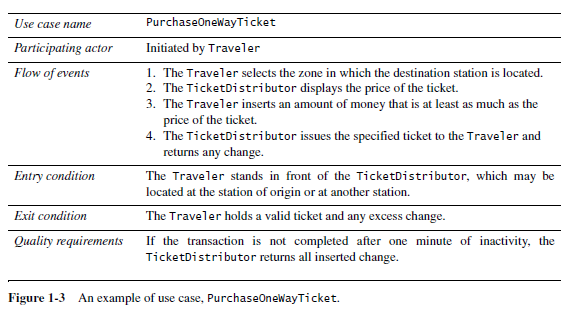 Use case name PurchaseOneWayTicket
Participating actor Initiated by Traveler
Flow of events 1. The Traveler selects the zone in which the destination station is located.
2. The TicketDistributor displays the price of the ticket.
3. The Traveler inserts an amount of money that is at least as much as the
price of the ticket.
4. The TicketDistributor issues the specified ticket to the Traveler and
returns any change.
Entry condition The Traveler stands in front of the TicketDistributor, which may be
located at the station of origin or at another station.
Exit condition The Traveler holds a valid ticket and any excess change.
Quality requirements If the transaction is not completed after one minute of inactivity, the
TicketDistributor returns all inserted change.
Figure 1-3 An example of use case, PurchaseOneWayTicket.